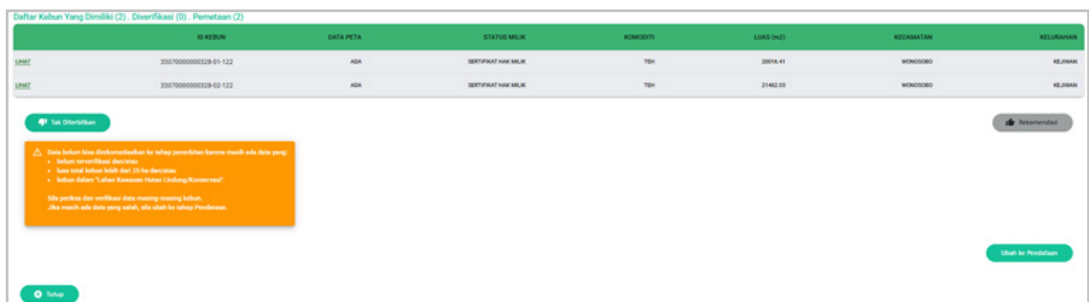 Daftar Kebun Yang Dimiliki (2) . Diverifikasi (0) . Pemetaan (2)
ID KEBUN DATA PETA STATUS MILIK KOMODITI LUAS (m2) KECAMATAN KELURAHAN
LIHAT 33070000000328-01-122 ADA SERTIFIKAT HAK MILIK TEH 20016.41 WONOSOBO KEJIWAN
LIHAT 33070000000328-02-122 ADA SERTIFIKAT HAK MILIK TEH 21462.03 WONOSOBO KEJIWAN
Tak Diterbitkan
Rekomendasi
Data belum bisa direkomendasikan ke tahap penerbitan karena masih ada data yang:
• belum terverifikasi dan/atau
• luas total kebun lebih dari 25 ha dan/atau
• kebun dalam "Lahan Kawasan Hutan (Lindung/Konservasi".
Sila periksa dan verifikasi data masing-masing kebun.
Jika masih ada data yang salah, sila ubah ke tahap Pendataan.
Ubah ke Pendataan
Tutup